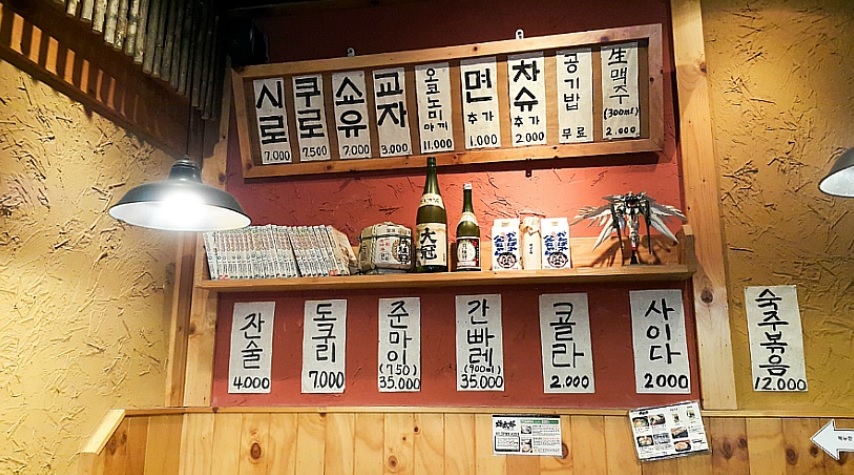 시로
7.000
쿠로
7.500
쇼유
7.000
교자
3.000
오코노미
야끼
11.000
면
추가
1.000
차슈
추가
2.000
공기밥
무료
生맥주
(300ml)
2.000
大冠
잔술
4.000
도쿠리
7.000
준마이
(750)
35.000
간빠레
(900ml)
35.000
콜라
2.000
사이다
2000
숙주볶음
12.000